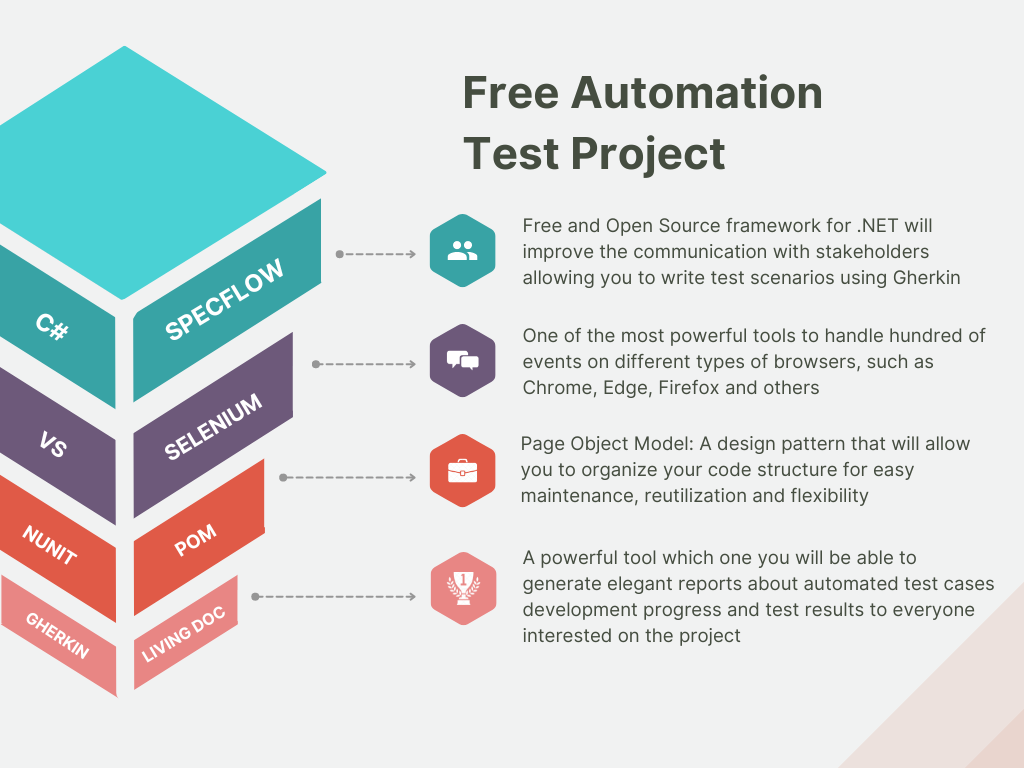 Free Automation
Test Project
C#
SPECFLOW
Free and Open Source framework for .NET will
improve the communication with stakeholders
allowing you to write test scenarios using Gherkin
VS
SELENIUM
One of the most powerful tools to handle hundred of
events on different types of browsers, such as
Chrome, Edge, Firefox and others
NUNIT
POM
Page Object Model: A design pattern that will allow
you to organize your code structure for easy
maintenance, reutilization and flexibility
GHERKIN
LIVING DOC
1
A powerful tool which one you will be able to
generate elegant reports about automated test cases
development progress and test results to everyone
interested on the project